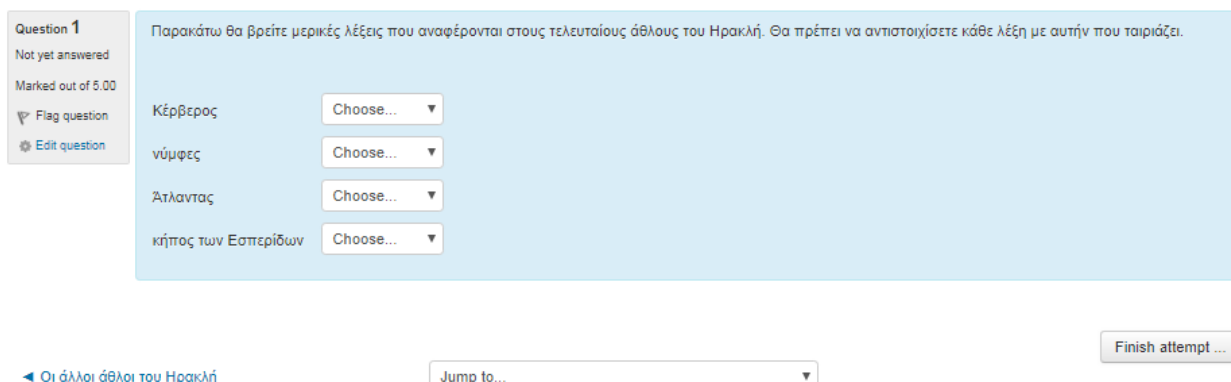 Question 1
Not yet answered
Marked out of 5.00
Flag question
Edit question
Παρακάτω θα βρείτε μερικές λέξεις που αναφέρονται στους τελευταίους άθλους του Ηρακλή. Θα πρέπει να αντιστοιχίσετε κάθε λέξη με αυτήν που ταιριάζει.
Κέρβερος Choose...
νύμφες Choose...
Άτλαντας Choose...
κήπος των Εσπερίδων Choose...
Finish attempt ...
◄ Οι άλλοι άθλοι του Ηρακλή Jump to...